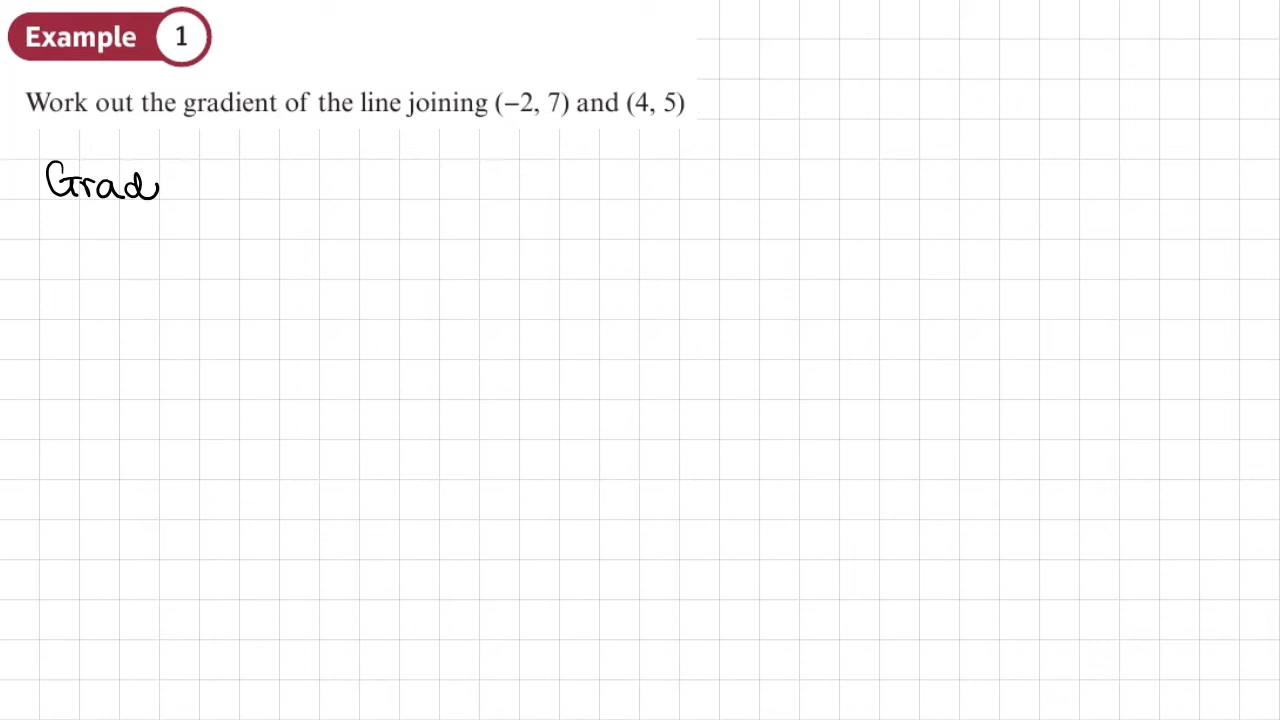 Example 1
Work out the gradient of the line joining (−2, 7) and (4, 5)
Grad